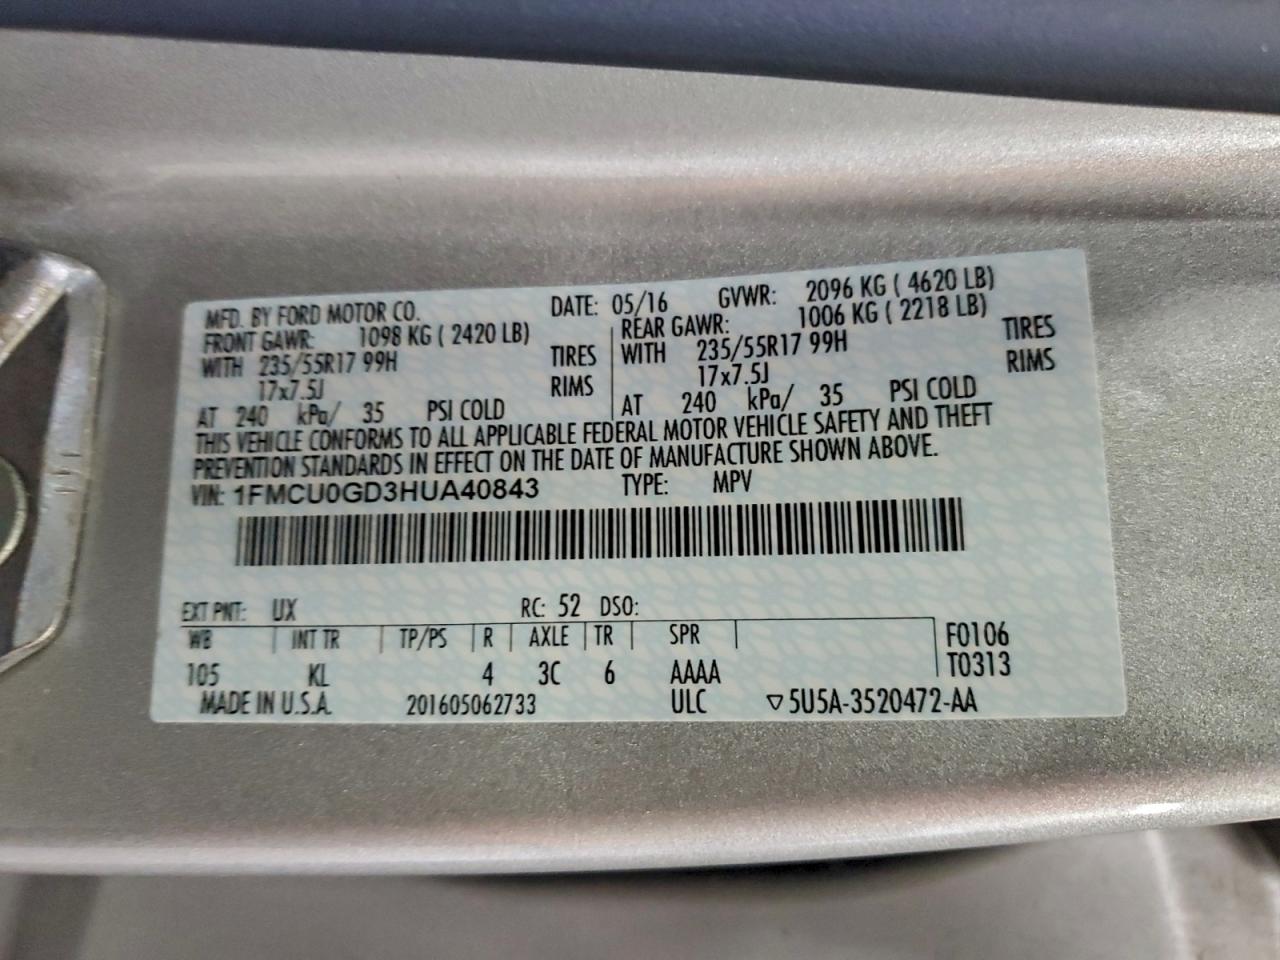 MFD. BY FORD MOTOR CO. DATE: 05/16 GVWR: 2096 KG ( 4620 LB)
FRONT GAWR: 1098 KG ( 2420 LB) REAR GAWR: 1006 KG ( 2218 LB)
WITH 235/55R17 99H TIRES WITH 235/55R17 99H TIRES
17x7.5J RIMS 17x7.5J RIMS
AT 240 kPa/ 35 PSI COLD AT 240 kPa/ 35 PSI COLD
THIS VEHICLE CONFORMS TO ALL APPLICABLE FEDERAL MOTOR VEHICLE SAFETY AND THEFT
PREVENTION STANDARDS IN EFFECT ON THE DATE OF MANUFACTURE SHOWN ABOVE.
VIN: 1FMCU0GD3HUA40843 TYPE: MPV
EXT PNT: UX RC: 52 DSO:
WB INT TR TP/PS R AXLE TR SPR F0106
105 KL 4 3C 6 AAAA T0313
MADE IN U.S.A. 201605062733 ULC ▽5U5A-3520472-AA